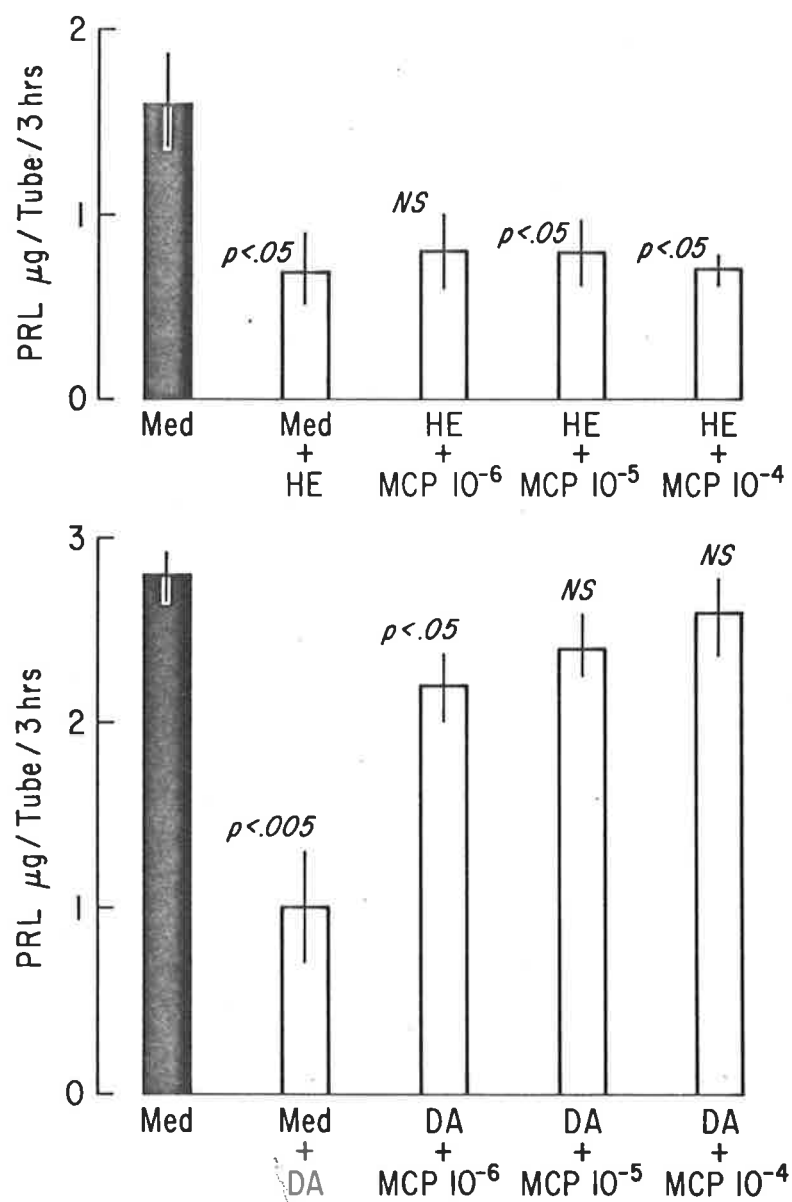 PRL µg/Tube/3 hrs
2
1
0
NS
p<.05
p<.05
p<.05
Med
Med + HE
HE + MCP 10⁻⁶
HE + MCP 10⁻⁵
HE + MCP 10⁻⁴
PRL µg/Tube/3 hrs
3
2
1
0
p<.005
p<.05
NS
NS
Med
Med + DA
DA + MCP 10⁻⁶
DA + MCP 10⁻⁵
DA + MCP 10⁻⁴